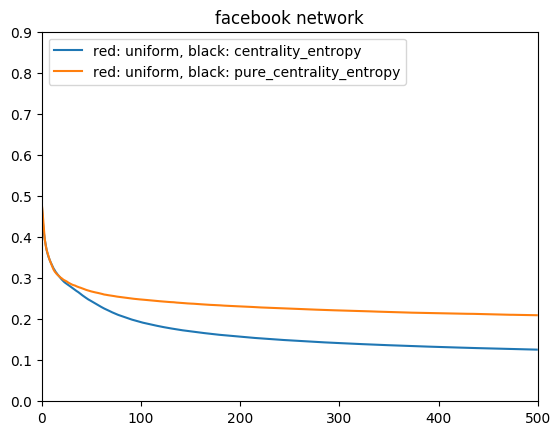 facebook network
red: uniform, black: centrality_entropy
red: uniform, black: pure_centrality_entropy
0.9
0.8
0.7
0.6
0.5
0.4
0.3
0.2
0.1
0.0
0 100 200 300 400 500